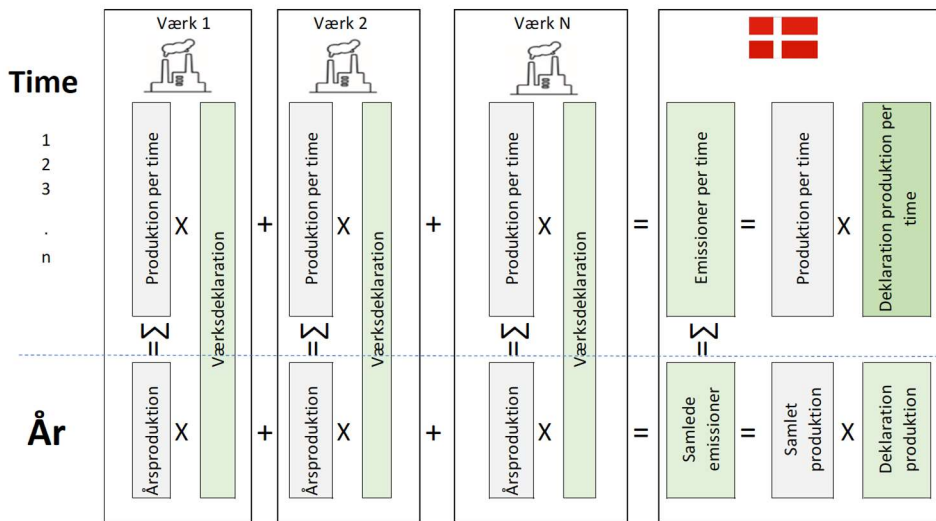 Værk 1
Værk 2
Værk N
Time
1
2
3
.
n
Produktion per time
X
Værksdeklaration
+
Produktion per time
X
Værksdeklaration
+
Produktion per time
X
Værksdeklaration
=
Emissioner per time
=
Produktion per time
X
Deklaration produktion per
time
= Σ
= Σ
= Σ
= Σ
År
Årsproduktion
X
+
Årsproduktion
X
+
Årsproduktion
X
=
Samlede
emissioner
=
Samlet
produktion
X
Deklaration
produktion